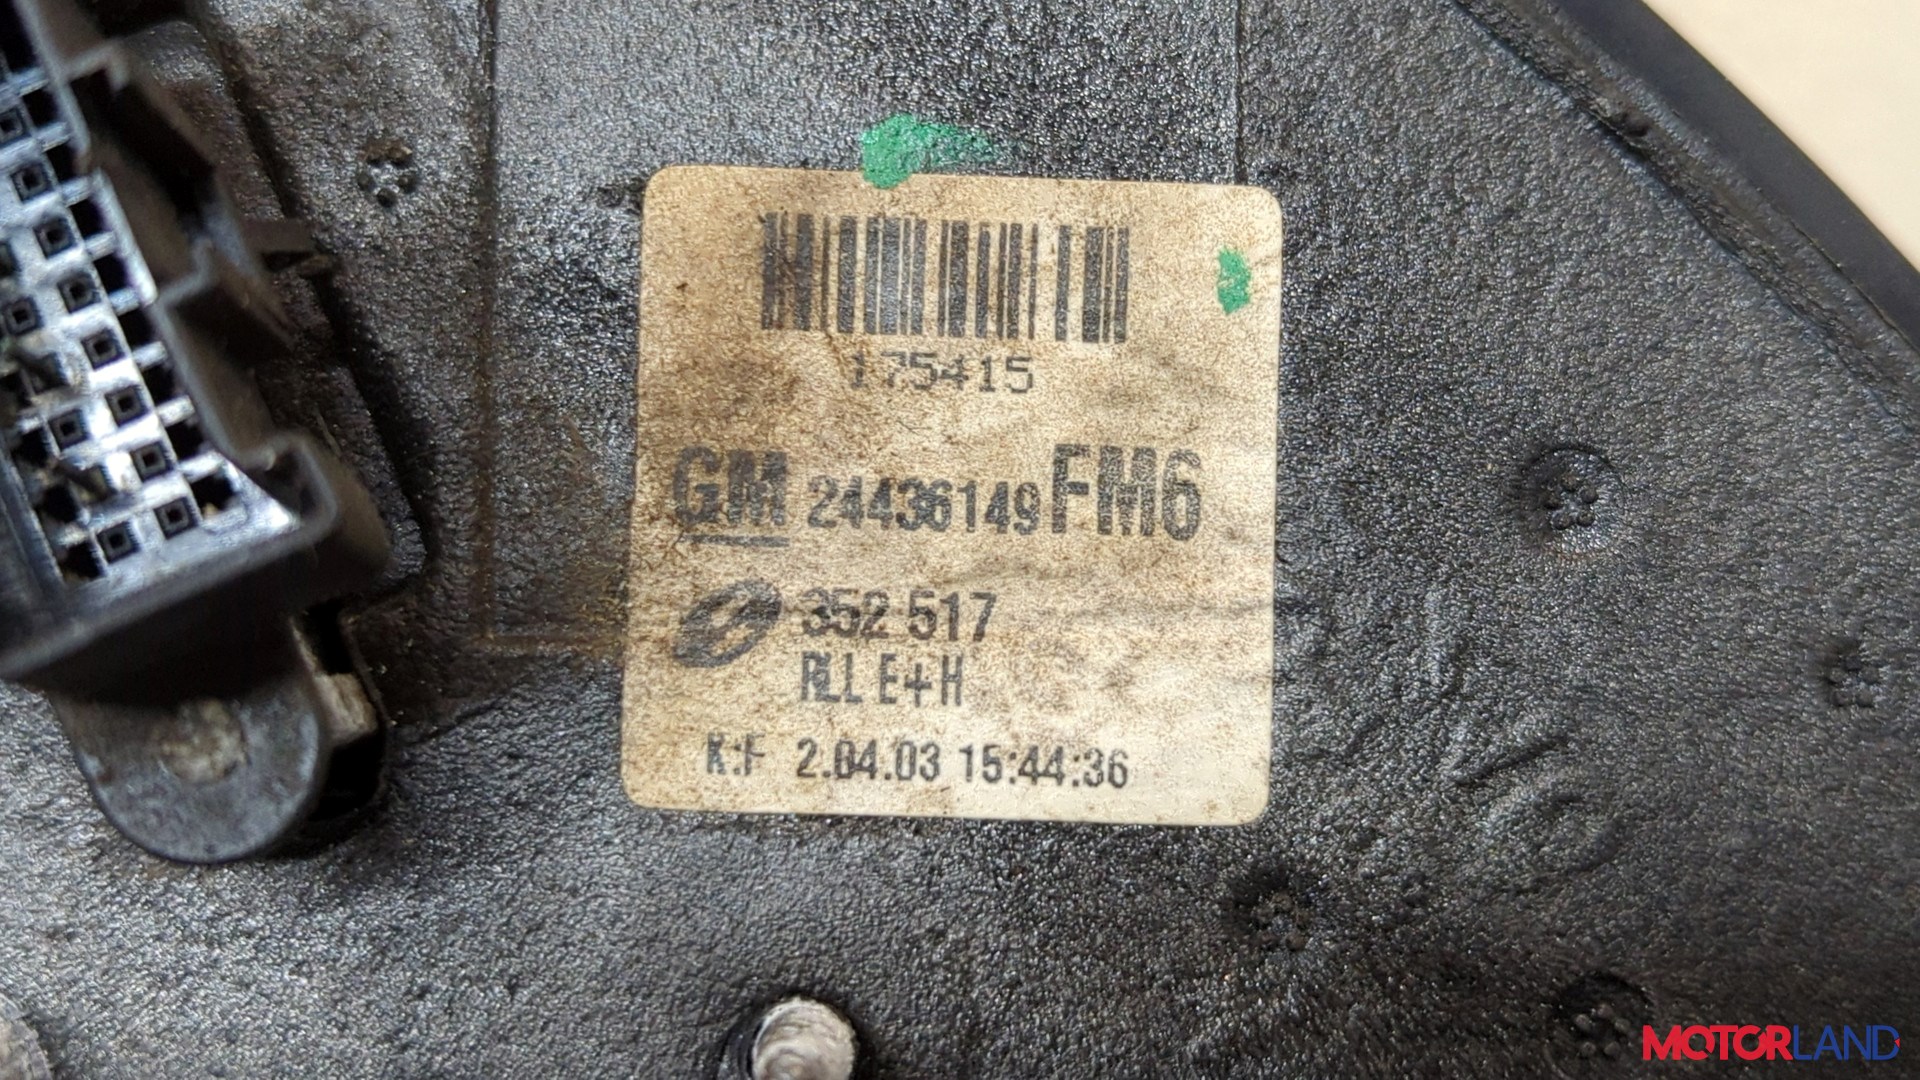 175415
GM 24436149 FM6
352 517
RLL E+H
K:F 2.04.03 15:44:36
MOTORLAND